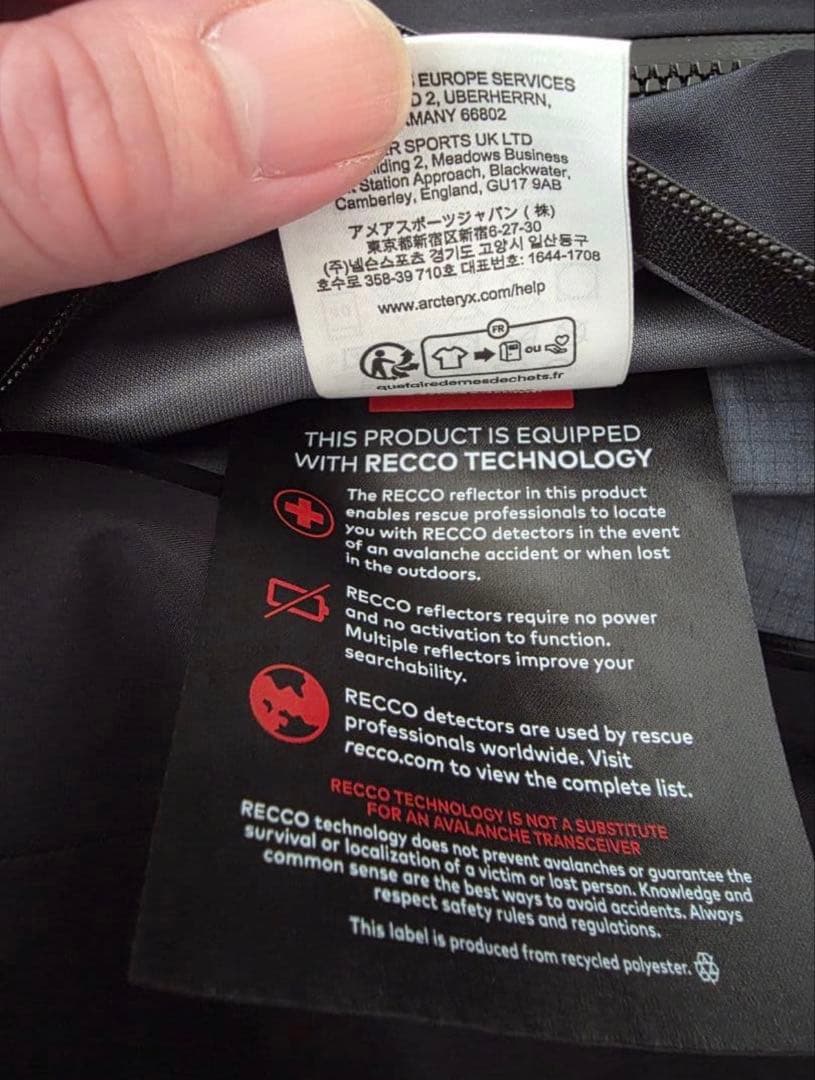 EUROPE SERVICES
2, UBERHERRN,
MANY 66802
R SPORTS UK LTD
ding 2, Meadows Business
Station Approach, Blackwater,
Camberley, England, GU17 9AB
アメアスポーツジャパン (株)
東京都新宿区新宿6-27-30
(주)넬슨스포츠 경기도 고양시 일산동구
호수로 358-39 710호 대표번호: 1644-1708
www.arcteryx.com/help
FR
ou
quefairedemesdechets.fr
THIS PRODUCT IS EQUIPPED
WITH RECCO TECHNOLOGY
The RECCO reflector in this product
enables rescue professionals to locate
you with RECCO detectors in the event
of an avalanche accident or when lost
in the outdoors.
RECCO reflectors require no power
and no activation to function.
Multiple reflectors improve your
searchability.
RECCO detectors are used by rescue
professionals worldwide. Visit
recco.com to view the complete list.
RECCO TECHNOLOGY IS NOT A SUBSTITUTE
FOR AN AVALANCHE TRANSCEIVER
RECCO technology does not prevent avalanches or guarantee the
survival or localization of a victim or lost person. Knowledge and
common sense are the best ways to avoid accidents. Always
respect safety rules and regulations.
This label is produced from recycled polyester.